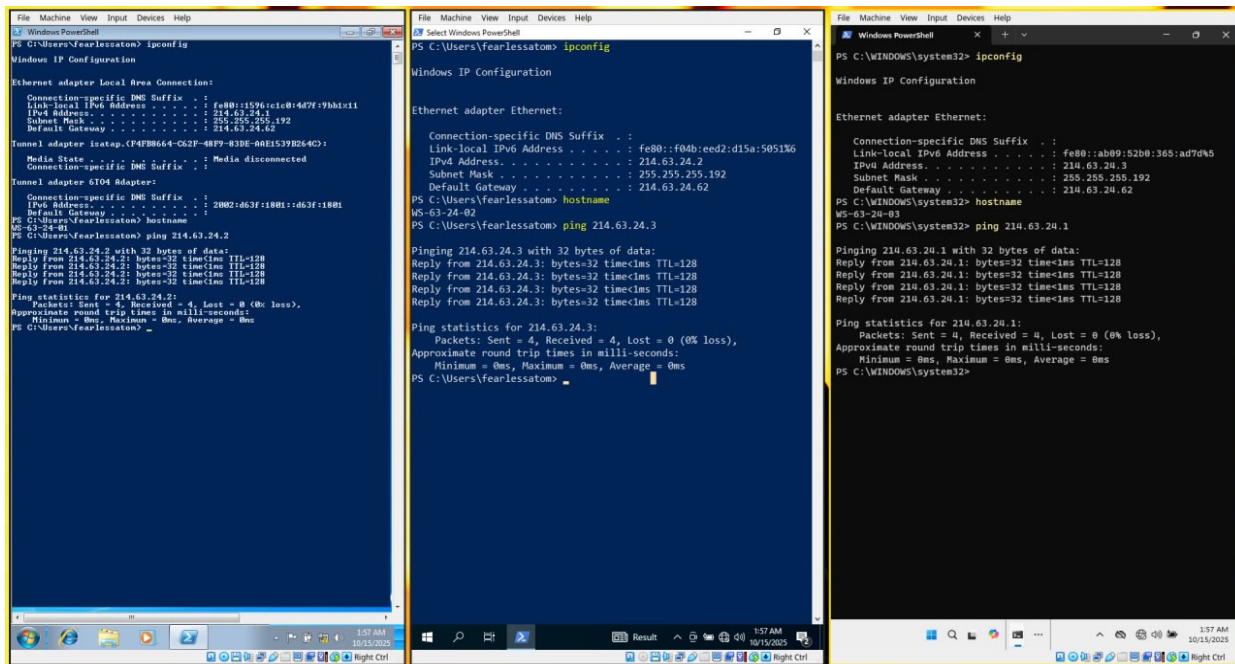 File Machine View Input Devices Help
Windows PowerShell
PS C:\Users\fearlessatom> ipconfig
Windows IP Configuration
Ethernet adapter Local Area Connection:
Connection-specific DNS Suffix . :
Link-local IPv6 Address . . . . . : fe80::1596:c1c0:4d7f:9bb1%11
IPv4 Address. . . . . . . . . . . : 214.63.24.1
Subnet Mask . . . . . . . . . . . : 255.255.255.192
Default Gateway . . . . . . . . . : 214.63.24.62
Tunnel adapter isatap.{F4FB8664-C62F-48F9-83DE-AAE1539B264C}:
Media State . . . . . . . . . . . : Media disconnected
Connection-specific DNS Suffix . :
Tunnel adapter 6TO4 Adapter:
Connection-specific DNS Suffix . :
IPv6 Address. . . . . . . . . . . : 2002:d63f:1801::d63f:1801
Default Gateway . . . . . . . . . :
PS C:\Users\fearlessatom> hostname
WS-63-24-01
PS C:\Users\fearlessatom> ping 214.63.24.2
Pinging 214.63.24.2 with 32 bytes of data:
Reply from 214.63.24.2: bytes=32 time<1ms TTL=128
Reply from 214.63.24.2: bytes=32 time<1ms TTL=128
Reply from 214.63.24.2: bytes=32 time<1ms TTL=128
Reply from 214.63.24.2: bytes=32 time<1ms TTL=128
Ping statistics for 214.63.24.2:
Packets: Sent = 4, Received = 4, Lost = 0 (0% loss),
Approximate round trip times in milli-seconds:
Minimum = 0ms, Maximum = 0ms, Average = 0ms
PS C:\Users\fearlessatom> _
1:57 AM
10/15/2025
Right Ctrl
File Machine View Input Devices Help
Select Windows PowerShell
PS C:\Users\fearlessatom> ipconfig
Windows IP Configuration
Ethernet adapter Ethernet:
Connection-specific DNS Suffix . :
Link-local IPv6 Address . . . . . : fe80::f04b:eed2:d15a:5051%6
IPv4 Address. . . . . . . . . . . : 214.63.24.2
Subnet Mask . . . . . . . . . . . : 255.255.255.192
Default Gateway . . . . . . . . . : 214.63.24.62
PS C:\Users\fearlessatom> hostname
WS-63-24-02
PS C:\Users\fearlessatom> ping 214.63.24.3
Pinging 214.63.24.3 with 32 bytes of data:
Reply from 214.63.24.3: bytes=32 time<1ms TTL=128
Reply from 214.63.24.3: bytes=32 time<1ms TTL=128
Reply from 214.63.24.3: bytes=32 time<1ms TTL=128
Reply from 214.63.24.3: bytes=32 time<1ms TTL=128
Ping statistics for 214.63.24.3:
Packets: Sent = 4, Received = 4, Lost = 0 (0% loss),
Approximate round trip times in milli-seconds:
Minimum = 0ms, Maximum = 0ms, Average = 0ms
PS C:\Users\fearlessatom> _
Result
1:57 AM
10/15/2025
2
Right Ctrl
File Machine View Input Devices Help
Windows PowerShell
PS C:\WINDOWS\system32> ipconfig
Windows IP Configuration
Ethernet adapter Ethernet:
Connection-specific DNS Suffix . :
Link-local IPv6 Address . . . . . : fe80::ab09:52b0:365:ad7d%5
IPv4 Address. . . . . . . . . . . : 214.63.24.3
Subnet Mask . . . . . . . . . . . : 255.255.255.192
Default Gateway . . . . . . . . . : 214.63.24.62
PS C:\WINDOWS\system32> hostname
WS-63-24-03
PS C:\WINDOWS\system32> ping 214.63.24.1
Pinging 214.63.24.1 with 32 bytes of data:
Reply from 214.63.24.1: bytes=32 time<1ms TTL=128
Reply from 214.63.24.1: bytes=32 time<1ms TTL=128
Reply from 214.63.24.1: bytes=32 time<1ms TTL=128
Reply from 214.63.24.1: bytes=32 time<1ms TTL=128
Ping statistics for 214.63.24.1:
Packets: Sent = 4, Received = 4, Lost = 0 (0% loss),
Approximate round trip times in milli-seconds:
Minimum = 0ms, Maximum = 0ms, Average = 0ms
PS C:\WINDOWS\system32>
1:57 AM
10/15/2025
Right Ctrl